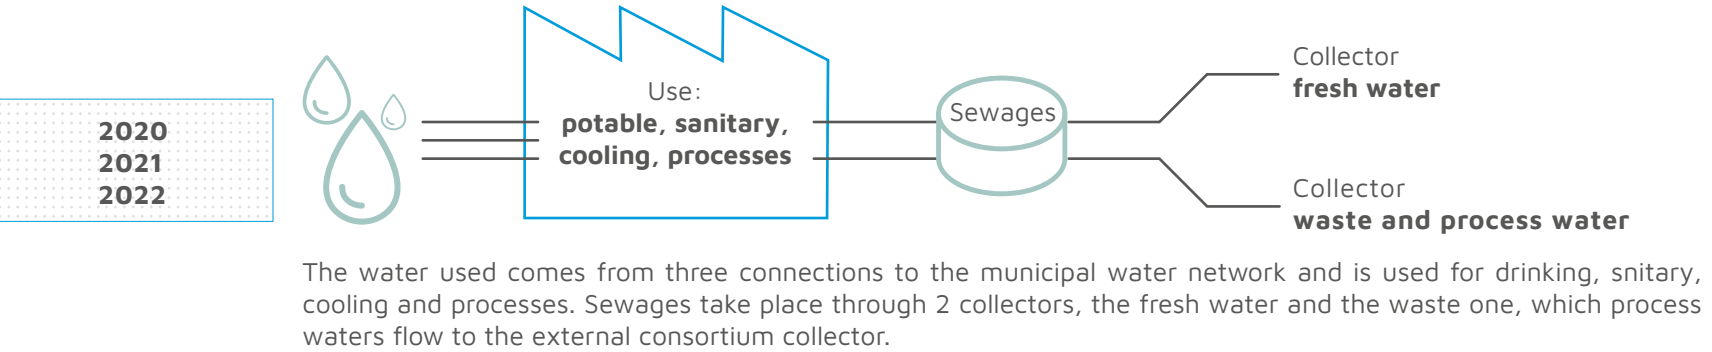 2020
2021
2022
Use:
potable, sanitary,
cooling, processes
Sewages
Collector
fresh water
Collector
waste and process water
The water used comes from three connections to the municipal water network and is used for drinking, snitary,
cooling and processes. Sewages take place through 2 collectors, the fresh water and the waste one, which process
waters flow to the external consortium collector.